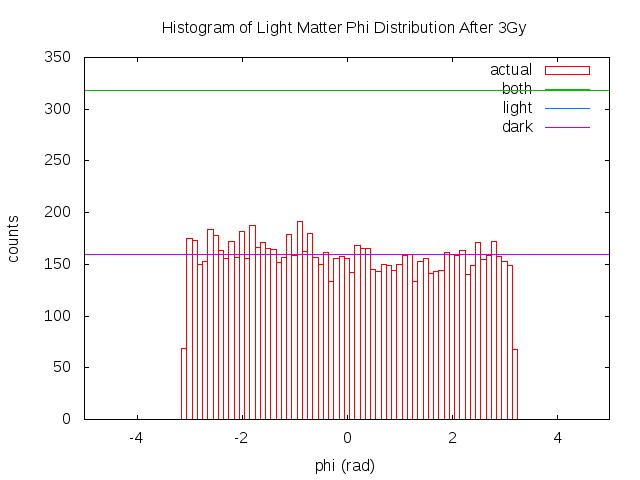 Histogram of Light Matter Phi Distribution After 3Gy
350
300
250
200
150
100
50
0
counts
actual
both
light
dark
-4 -2 0 2 4
phi (rad)